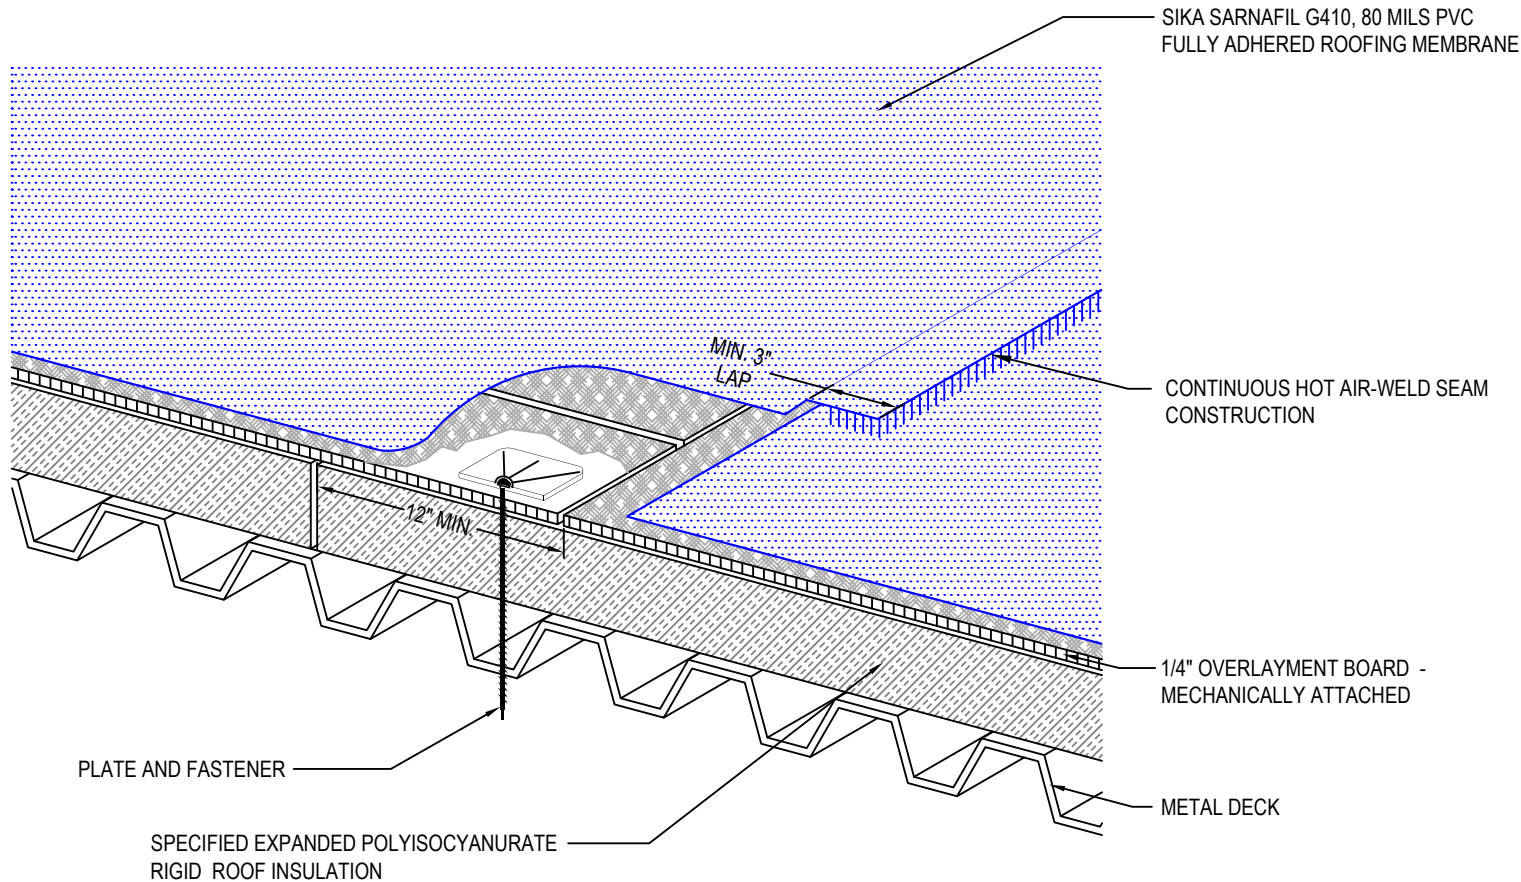 SIKA SARNAFIL G410, 80 MILS PVC
FULLY ADHERED ROOFING MEMBRANE
MIN. 3"
LAP
CONTINUOUS HOT AIR-WELD SEAM
CONSTRUCTION
12" MIN.
1/4" OVERLAYMENT BOARD -
MECHANICALLY ATTACHED
PLATE AND FASTENER
METAL DECK
SPECIFIED EXPANDED POLYISOCYANURATE
RIGID ROOF INSULATION